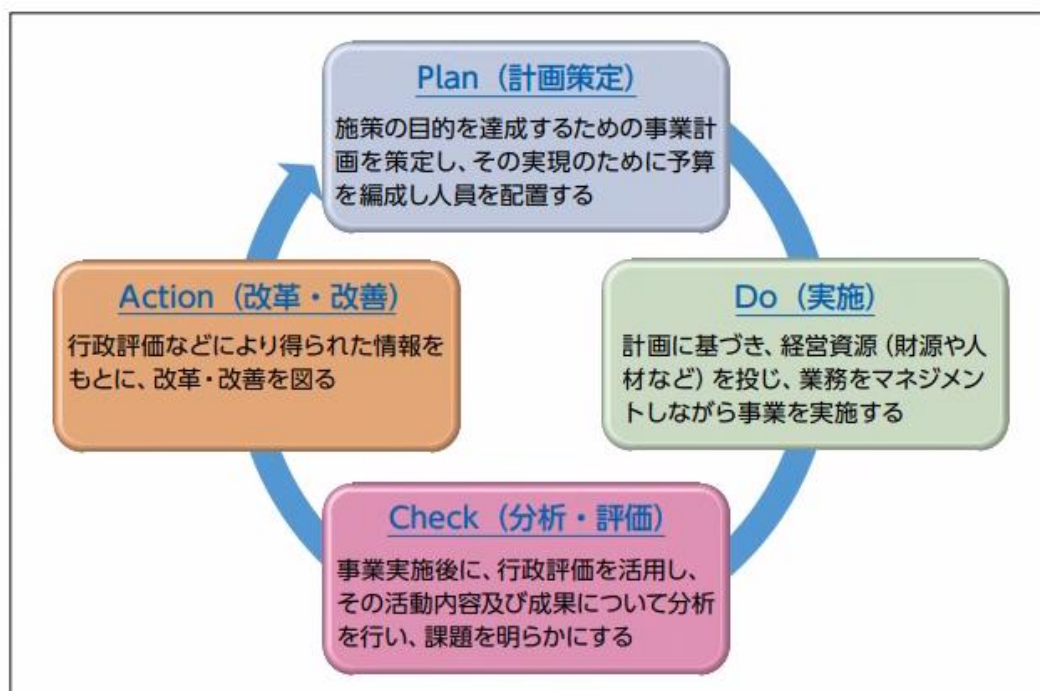 Plan（計画策定）
施策の目的を達成するための事業計
画を策定し、その実現のために予算
を編成し人員を配置する
Do（実施）
計画に基づき、経営資源（財源や人
材など）を投じ、業務をマネジメン
トしながら事業を実施する
Check（分析・評価）
事業実施後に、行政評価を活用し、
その活動内容及び成果について分析
を行い、課題を明らかにする
Action（改革・改善）
行政評価などにより得られた情報を
もとに、改革・改善を図る